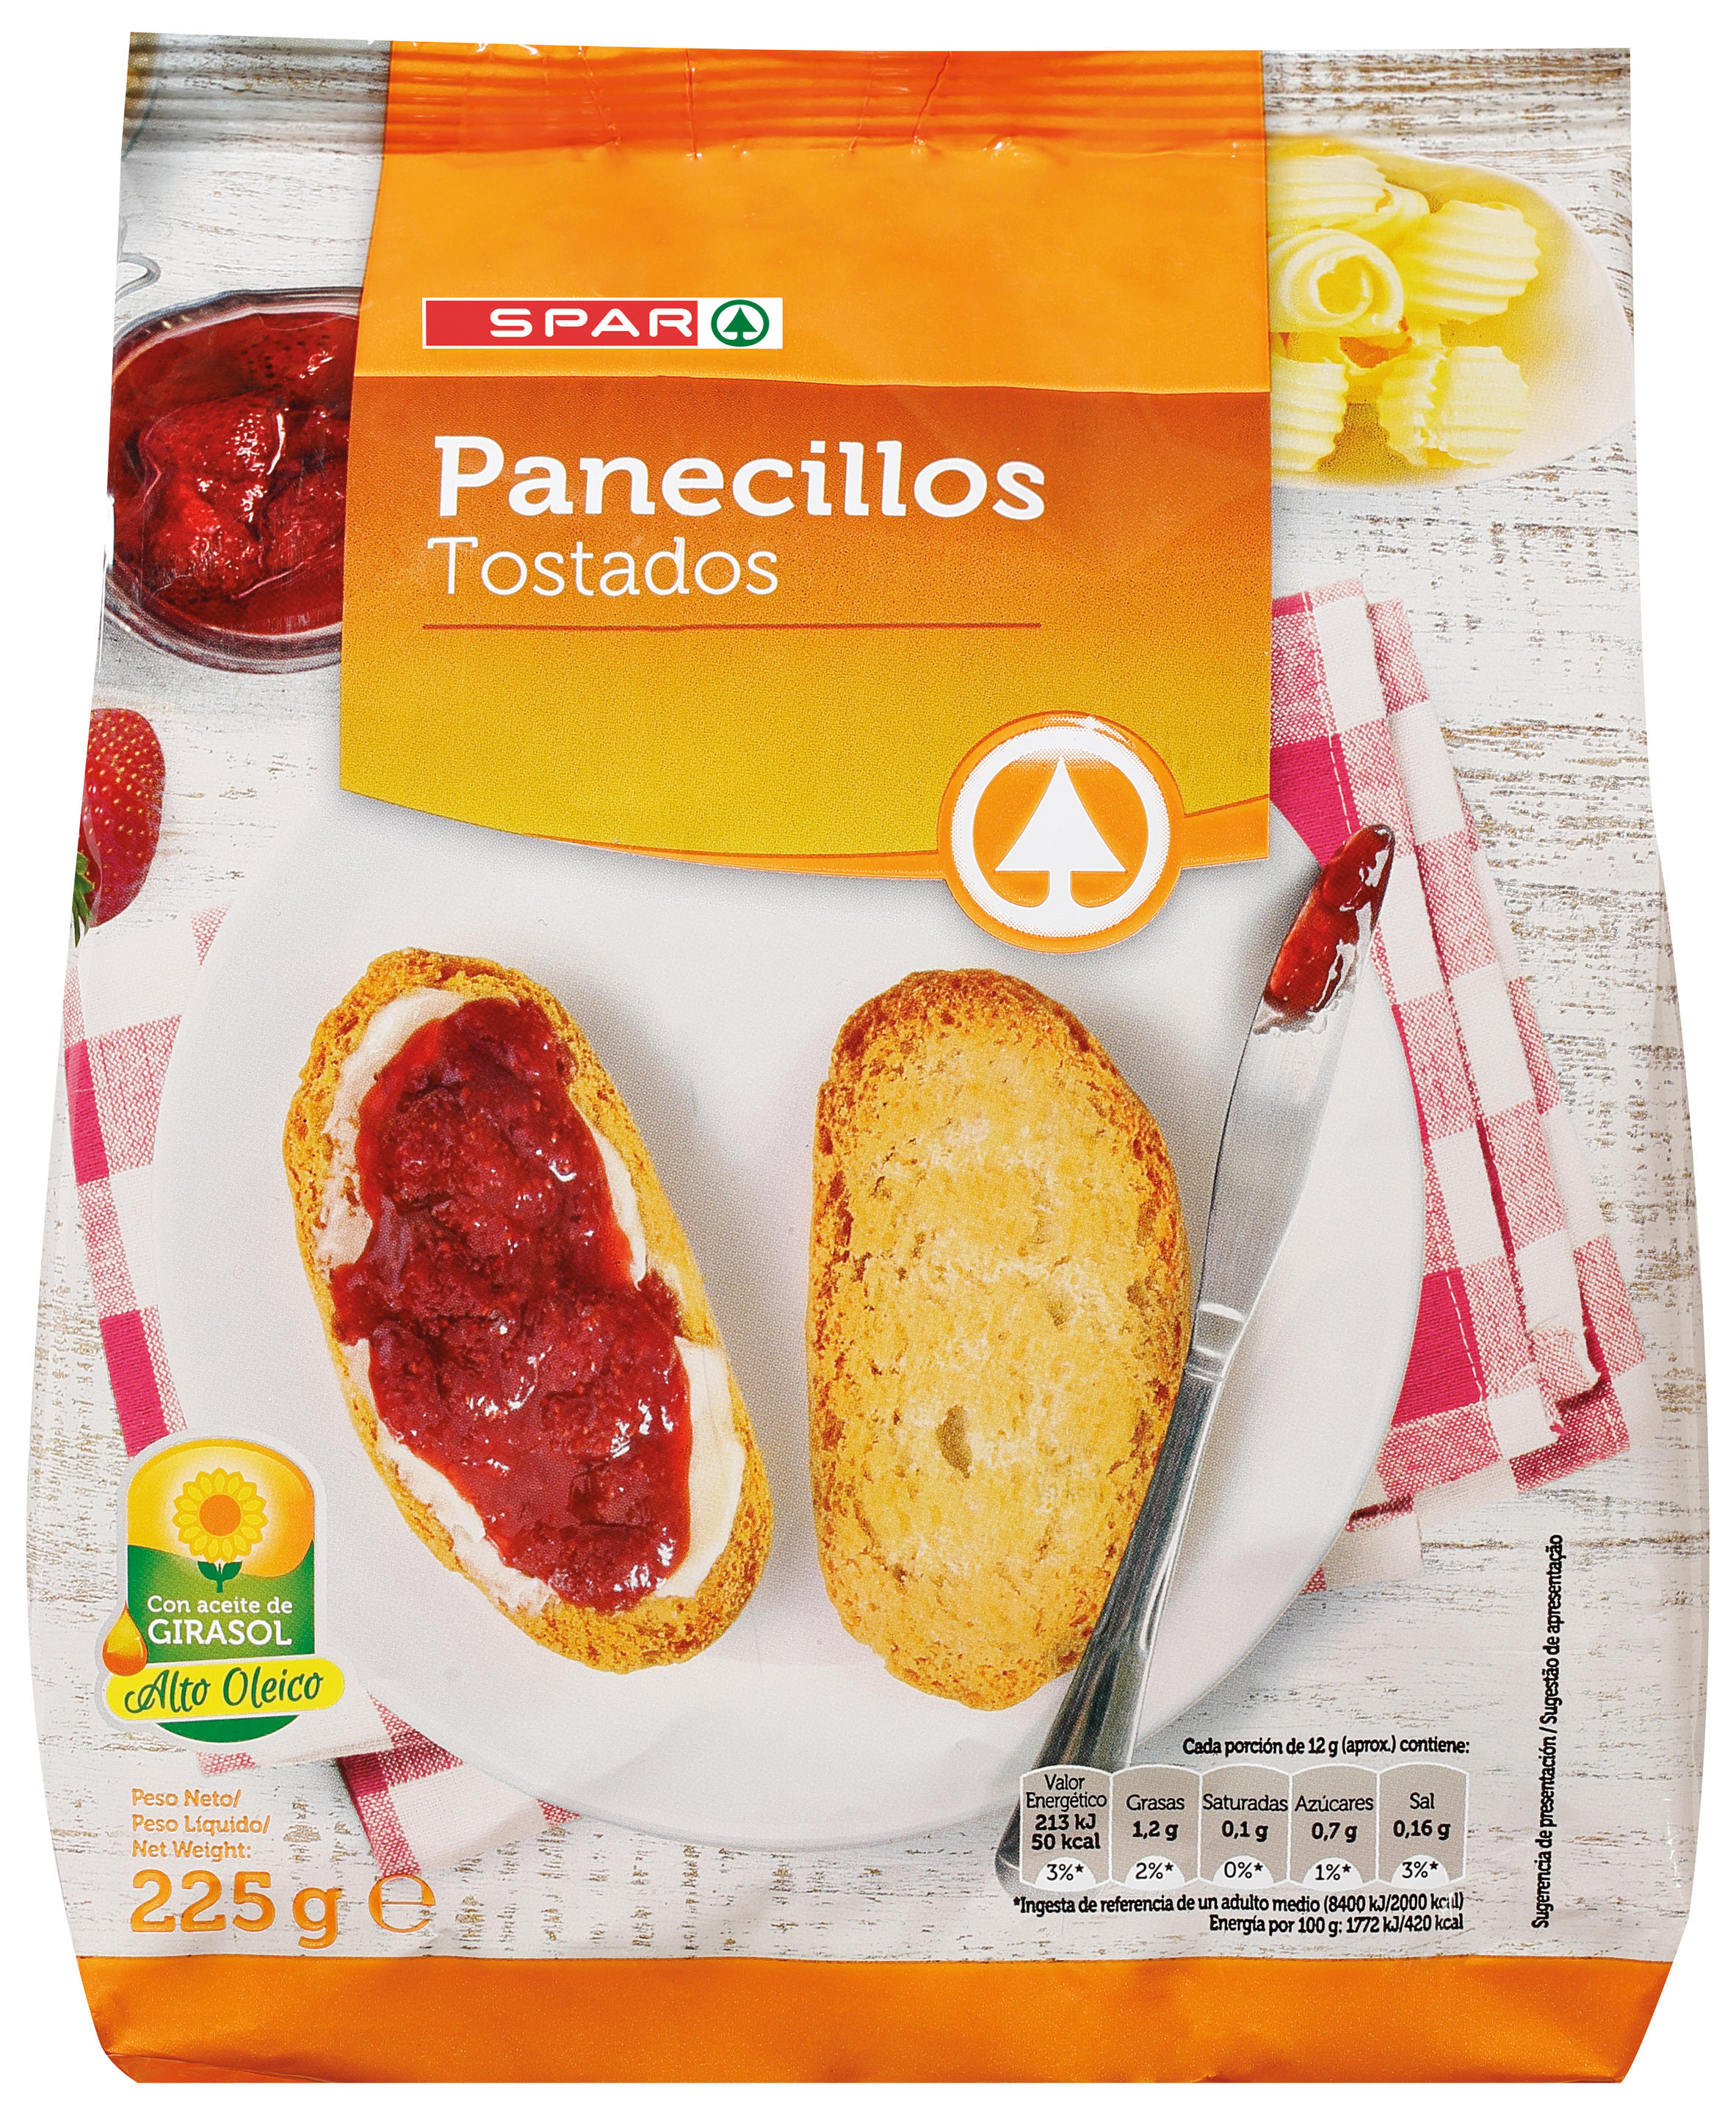 SPAR
Panecillos
Tostados
Con aceite de
GIRASOL
Alto Oleico
Peso Neto/
Peso Líquido/
Net Weight:
225 g e
Cada porción de 12 g (aprox.) contiene:
Valor Energético 213 kJ 50 kcal 3%*
Grasas 1,2 g 2%*
Saturadas 0,1 g 0%*
Azúcares 0,7 g 1%*
Sal 0,16 g 3%*
*Ingesta de referencia de un adulto medio (8400 kJ/2000 kcal)
Energía por 100 g: 1772 kJ/420 kcal
Sugerencia de presentación / Sugestão de apresentação